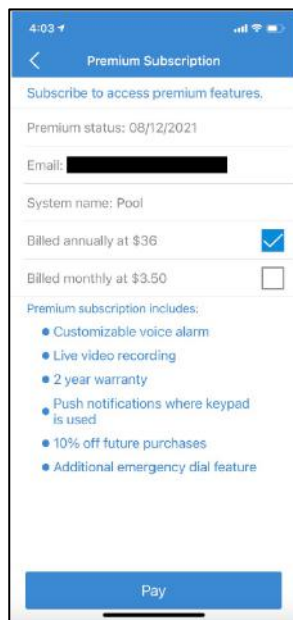 4:03
Premium Subscription
Subscribe to access premium features.
Premium status: 08/12/2021
Email:
System name: Pool
Billed annually at $36
Billed monthly at $3.50
Premium subscription includes:
Customizable voice alarm
Live video recording
2 year warranty
Push notifications where keypad
is used
10% off future purchases
Additional emergency dial feature
Pay